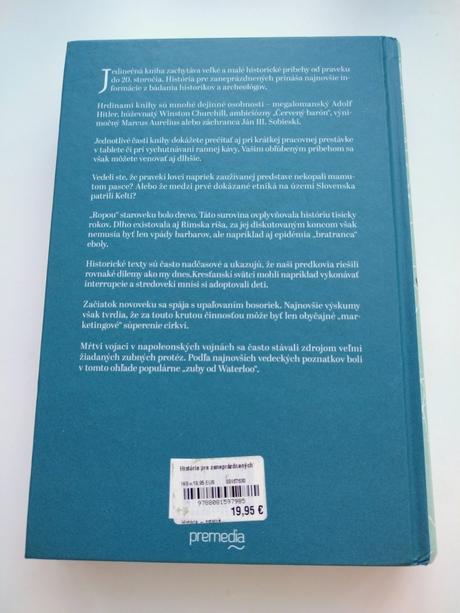 Jedinečná kniha zachytáva veľké a malé historické príbehy od praveku
do 20. storočia. História pre zaneprázdnených prináša najnovšie in-
formácie z bádania historikov a archeológov.
Hrdinami knihy sú mnohé dejinné osobnosti – megalomanský Adolf
Hitler, húževnatý Winston Churchill, ambiciózny „Červený barón", výni-
močný Marcus Aurelius alebo záchranca Ján III. Sobieski.
Jednotlivé časti knihy dokážete prečítať aj pri krátkej pracovnej prestávke
v tablete či pri vychutnávaní rannej kávy. Vašim obľúbeným príbehom sa
však môžete venovať aj dlhšie.
Vedeli ste, že pravekí lovci napriek zaužívanej predstave nekopali mamu-
tom pasce? Alebo že medzi prvé dokázané etniká na území Slovenska
patrili Kelti?
„Ropou" staroveku bolo drevo. Táto surovina ovplyvňovala históriu tisícky
rokov. Dlho existovala aj Rímska ríša, za jej diskutovaným koncom však
nemusia byť len vpády barbarov, ale napríklad aj epidémia „bratranca"
eboly.
Historické texty sú často nadčasové a ukazujú, že naši predkovia riešili
rovnaké dilemy ako my dnes.Kresťanskí svätci mohli napríklad vykonávať
interrupcie a stredovekí mnísi si adoptovali deti.
Začiatok novoveku sa spája s upaľovaním bosoriek. Najnovšie výskumy
však tvrdia, že za touto krutou činnosťou môže byť len obyčajné „mar-
ketingové" súperenie cirkví.
Mŕtvi vojaci v napoleonských vojnách sa často stávali zdrojom veľmi
žiadaných zubných protéz. Podľa najnovších vedeckých poznatkov boli
v tomto ohľade populárne „zuby od Waterloo".
História pre zaneprázdnených
19,95 EUR
9788081597985
19,95 €
premedia